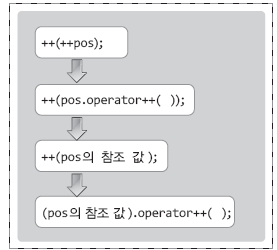 ++(++pos);
++(pos.operator++( ));
++(pos의 참조 값);
(pos의 참조 값).operator++( );